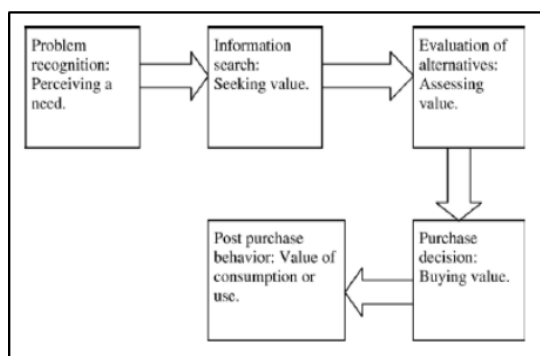 Problem
recognition:
Perceiving a
need.
Information
search:
Seeking value.
Evaluation of
alternatives:
Assessing
value.
Purchase
decision:
Buying value.
Post purchase
behavior: Value of
consumption or
use.